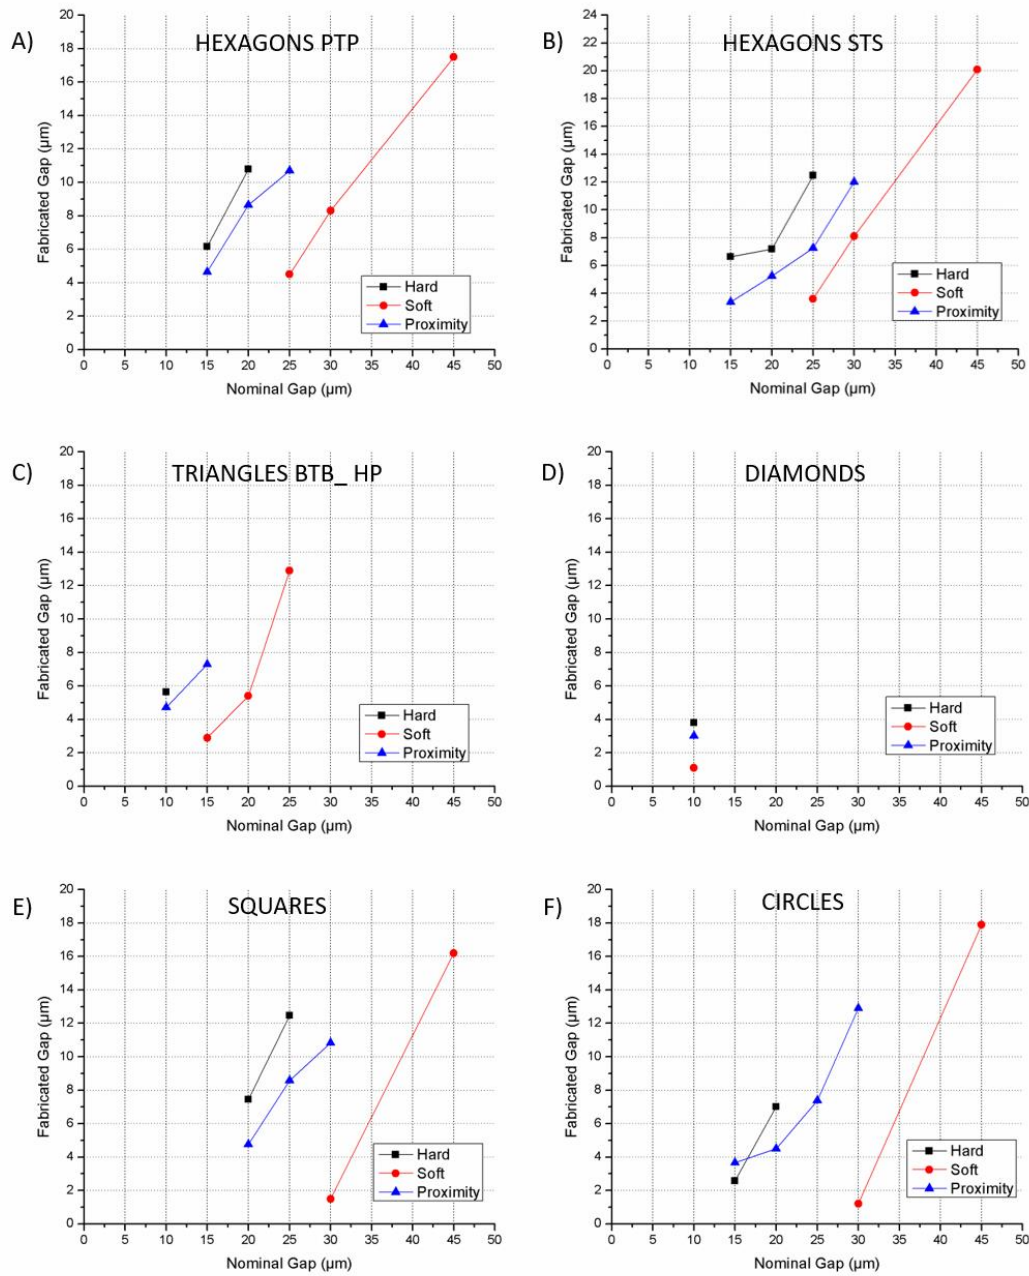 A)
HEXAGONS PTP
20
18
16
14
12
10
8
6
4
2
0
Fabricated Gap (µm)
Hard
Soft
Proximity
0 5 10 15 20 25 30 35 40 45 50
Nominal Gap (µm)
B)
HEXAGONS STS
24
22
20
18
16
14
12
10
8
6
4
2
0
Fabricated Gap (µm)
Hard
Soft
Proximity
0 5 10 15 20 25 30 35 40 45 50
Nominal Gap (µm)
C)
TRIANGLES BTB_ HP
20
18
16
14
12
10
8
6
4
2
0
Fabricated Gap (µm)
Hard
Soft
Proximity
0 5 10 15 20 25 30 35 40 45 50
Nominal Gap (µm)
D)
DIAMONDS
20
18
16
14
12
10
8
6
4
2
0
Fabricated Gap (µm)
Hard
Soft
Proximity
0 5 10 15 20 25 30 35 40 45 50
Nominal Gap (µm)
E)
SQUARES
20
18
16
14
12
10
8
6
4
2
0
Fabricated Gap (µm)
Hard
Soft
Proximity
0 5 10 15 20 25 30 35 40 45 50
Nominal Gap (µm)
F)
CIRCLES
20
18
16
14
12
10
8
6
4
2
0
Fabricated Gap (µm)
Hard
Soft
Proximity
0 5 10 15 20 25 30 35 40 45 50
Nominal Gap (µm)